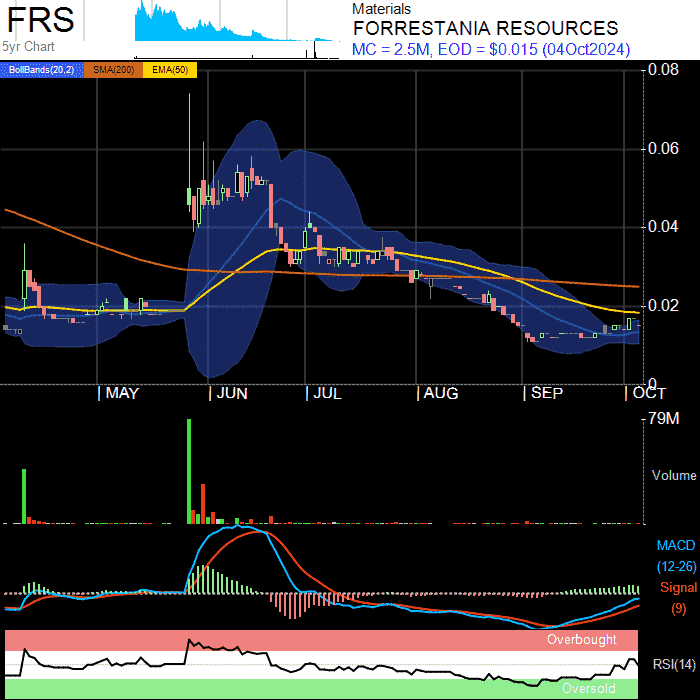 FRS
5yr Chart
Materials
FORRESTANIA RESOURCES
MC = 2.5M, EOD = $0.015 (04Oct2024)
BollBands(20,2) SMA(200) EMA(50)
0.08
0.06
0.04
0.02
0
MAY JUN JUL AUG SEP OCT
79M
Volume
MACD
(12-26)
Signal
(9)
Overbought
RSI(14)
Oversold